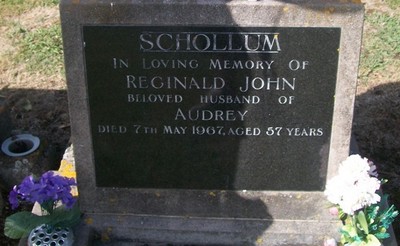 SCHOLLUM
IN LOVING MEMORY OF
REGINALD JOHN
BELOVED HUSBAND OF
AUDREY
DIED 7TH MAY 1967, AGED 57 YEARS